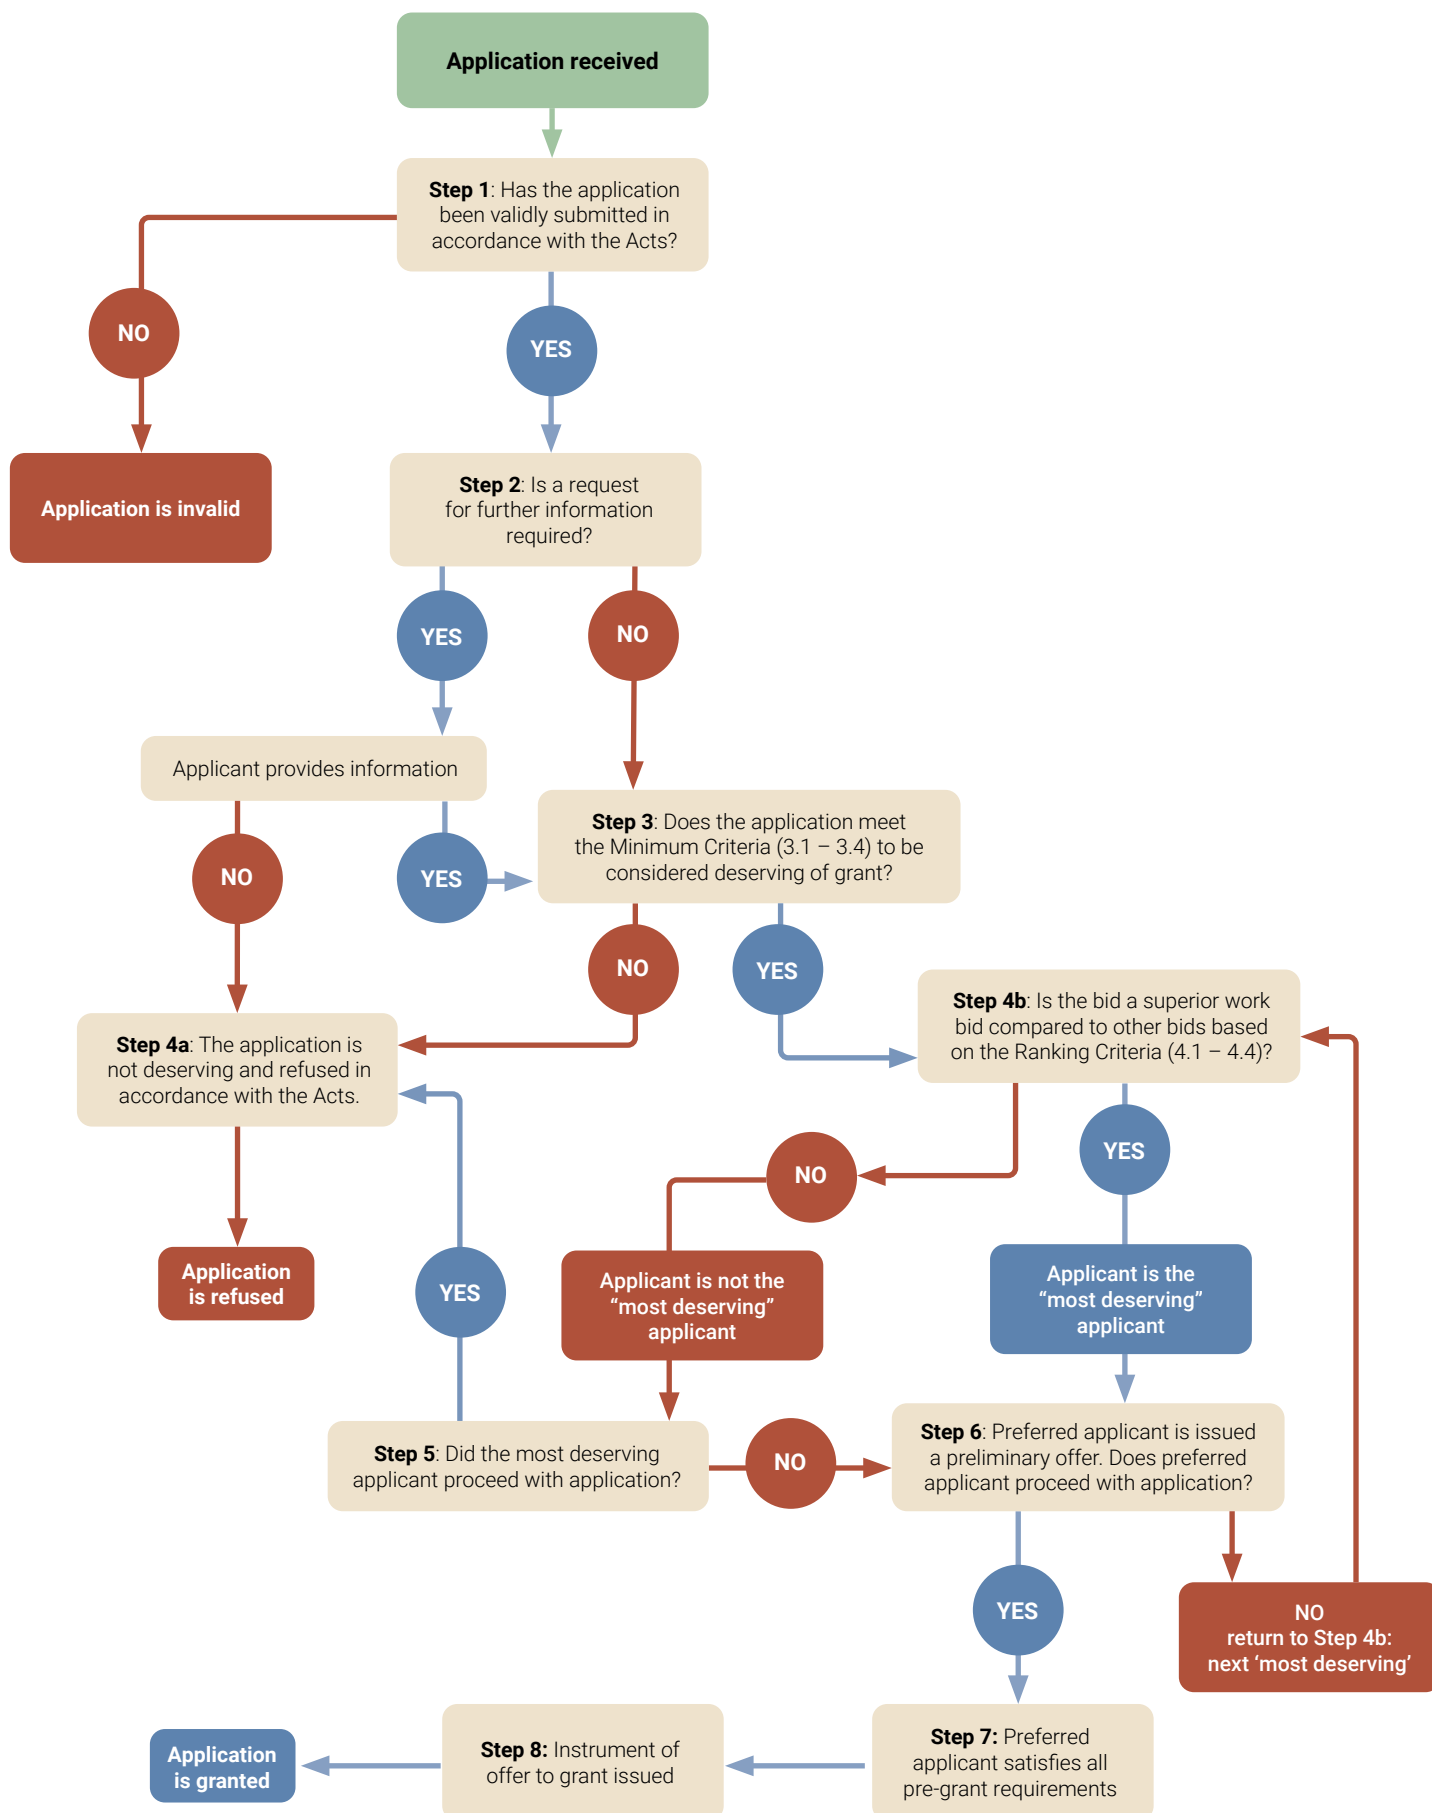 Application received
Step 1: Has the application
been validly submitted in
accordance with the Acts?
NO
YES
Application is invalid
Step 2: Is a request
for further information
required?
YES
NO
Applicant provides information
Step 3: Does the application meet
the Minimum Criteria (3.1 – 3.4) to be
considered deserving of grant?
NO
YES
NO
YES
Step 4a: The application is
not deserving and refused in
accordance with the Acts.
Step 4b: Is the bid a superior work
bid compared to other bids based
on the Ranking Criteria (4.1 – 4.4)?
NO
YES
Application
is refused
YES
Applicant is not the
“most deserving”
applicant
Applicant is the
“most deserving”
applicant
Step 5: Did the most deserving
applicant proceed with application?
NO
Step 6: Preferred applicant is issued
a preliminary offer. Does preferred
applicant proceed with application?
YES
NO
return to Step 4b:
next ‘most deserving’
Application
is granted
Step 8: Instrument of
offer to grant issued
Step 7: Preferred
applicant satisfies all
pre-grant requirements